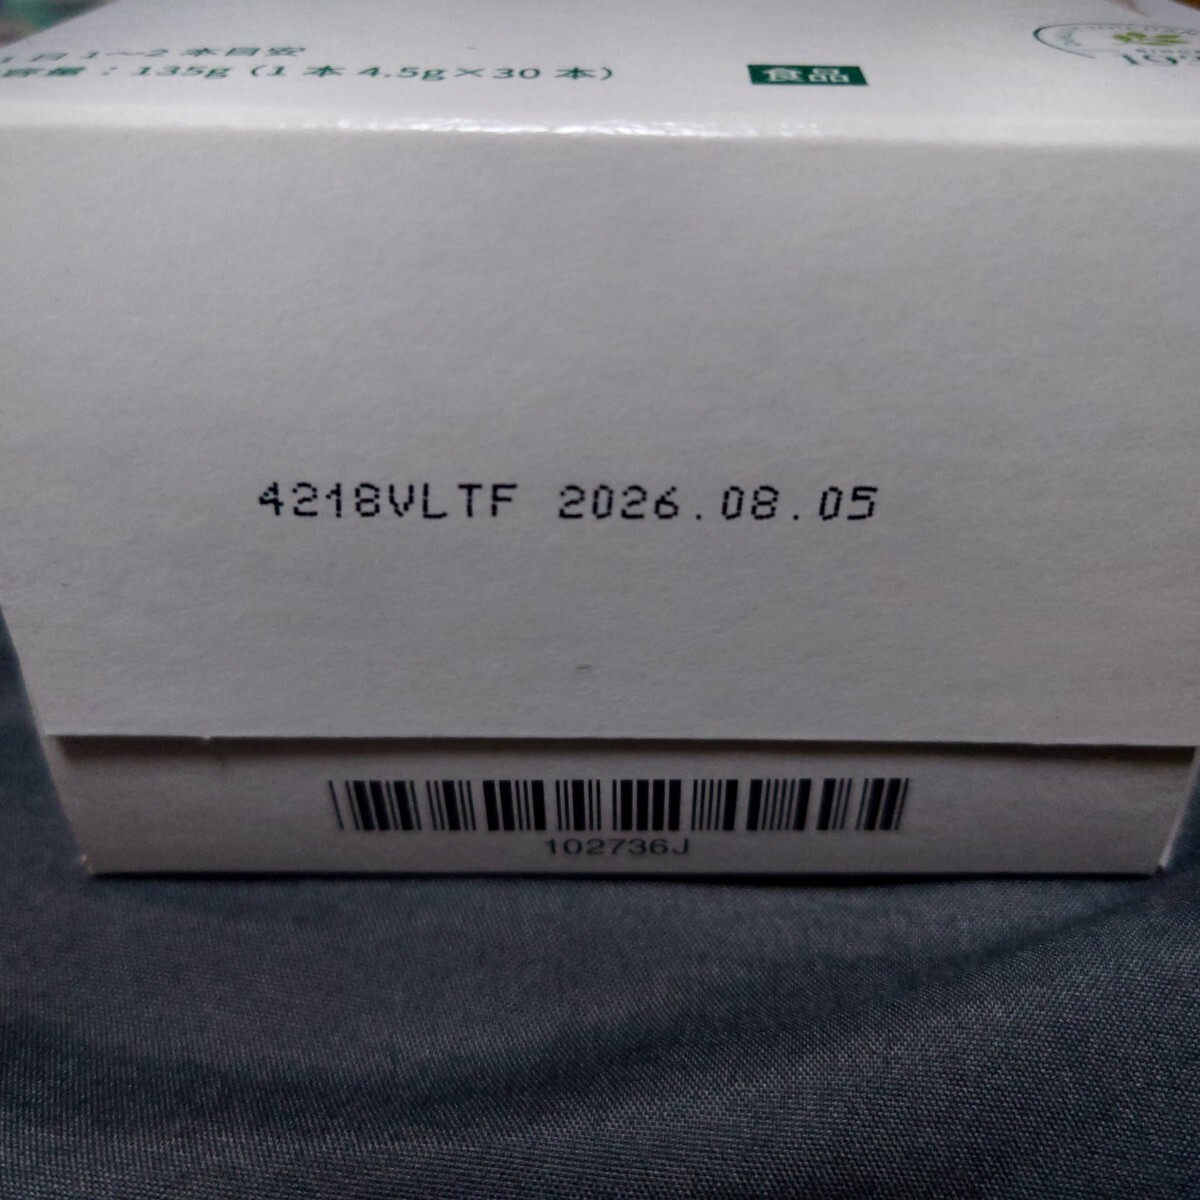 1日1～2本目安
容量：135g（1本 4.5g×30本）
食品
4218VLTF 2026.08.05
102736J